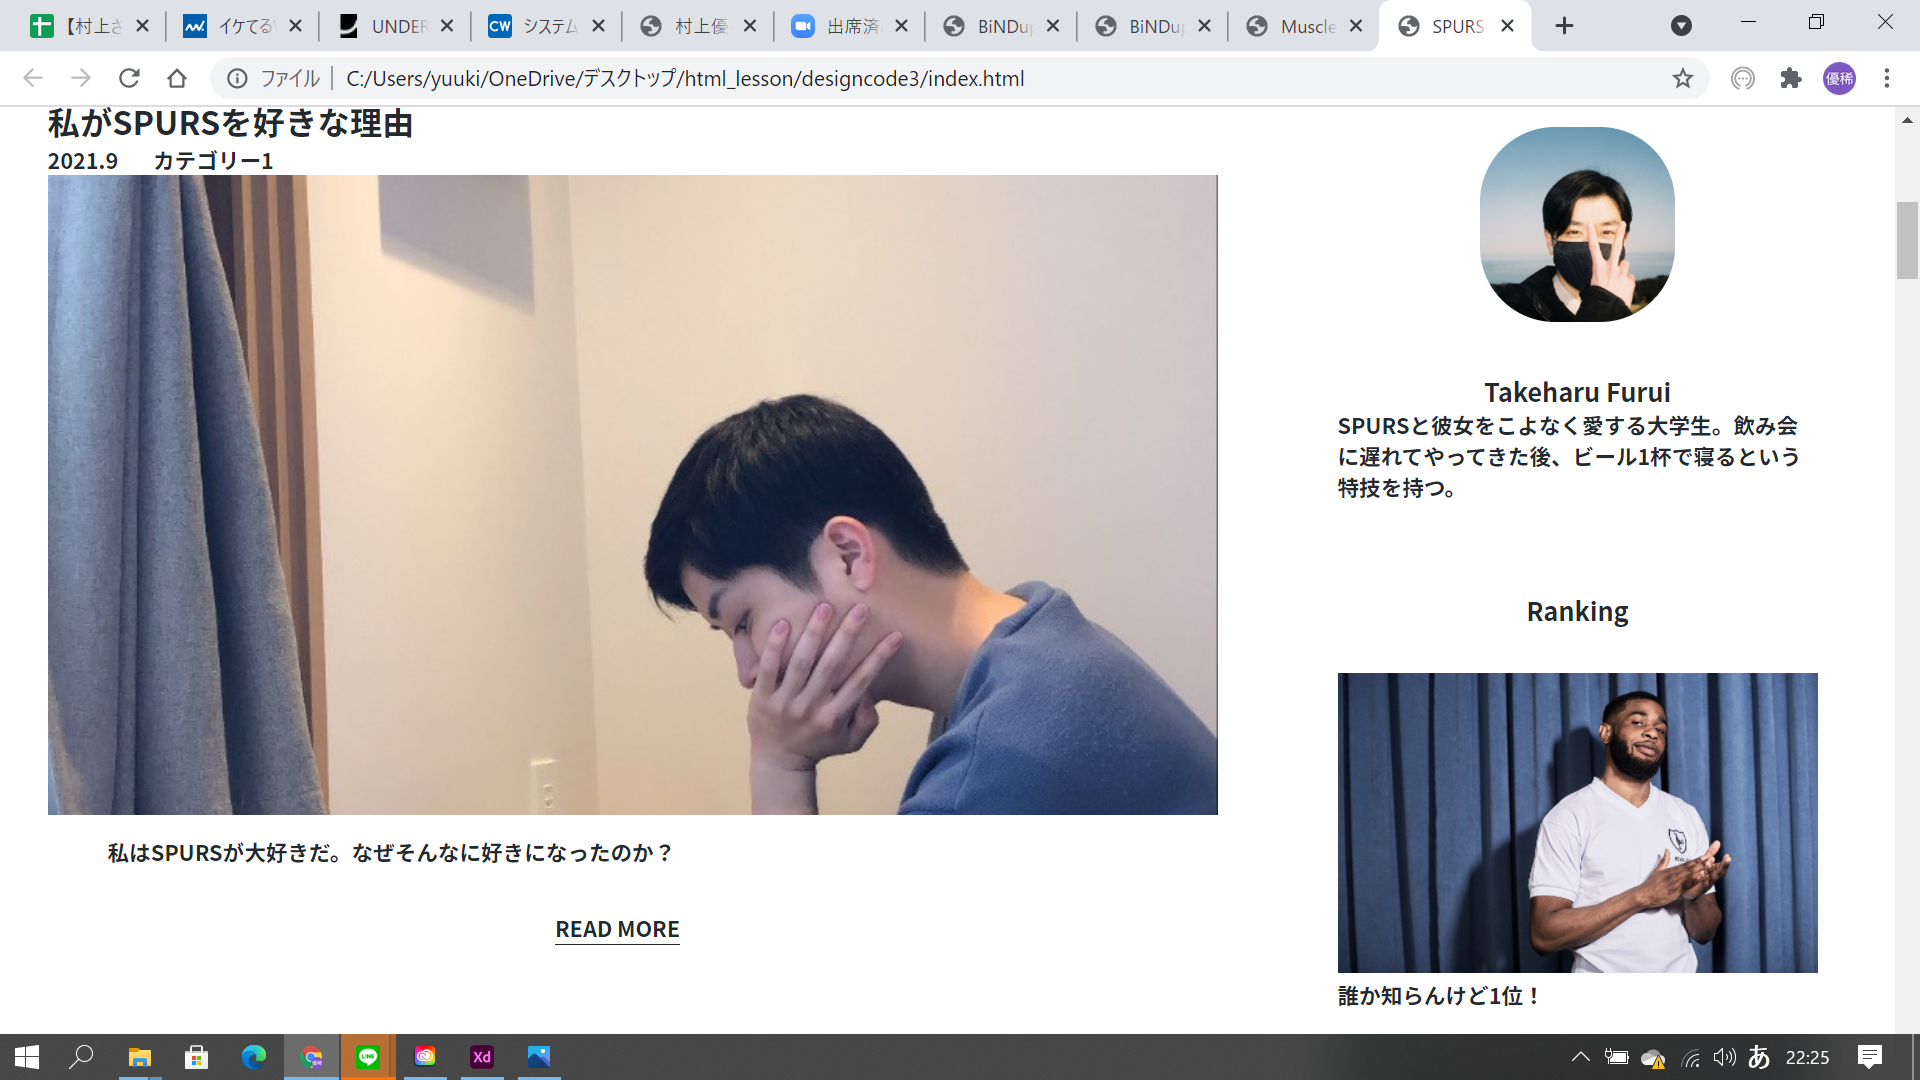 【村上さ
イケてる
UNDER
CW
システム
村上優
出席済
BiNDup
BiNDup
Muscle
SPURS
ファイル
C:/Users/yuuki/OneDrive/デスクトップ/html_lesson/designcode3/index.html
優稀
私がSPURSを好きな理由
2021.9 カテゴリー1
Takeharu Furui
SPURSと彼女をこよなく愛する大学生。飲み会
に遅れてやってきた後、ビール1杯で寝るという
特技を持つ。
Ranking
私はSPURSが大好きだ。なぜそんなに好きになったのか？
READ MORE
誰か知らんけど1位！
LINE
Xd
あ
22:25